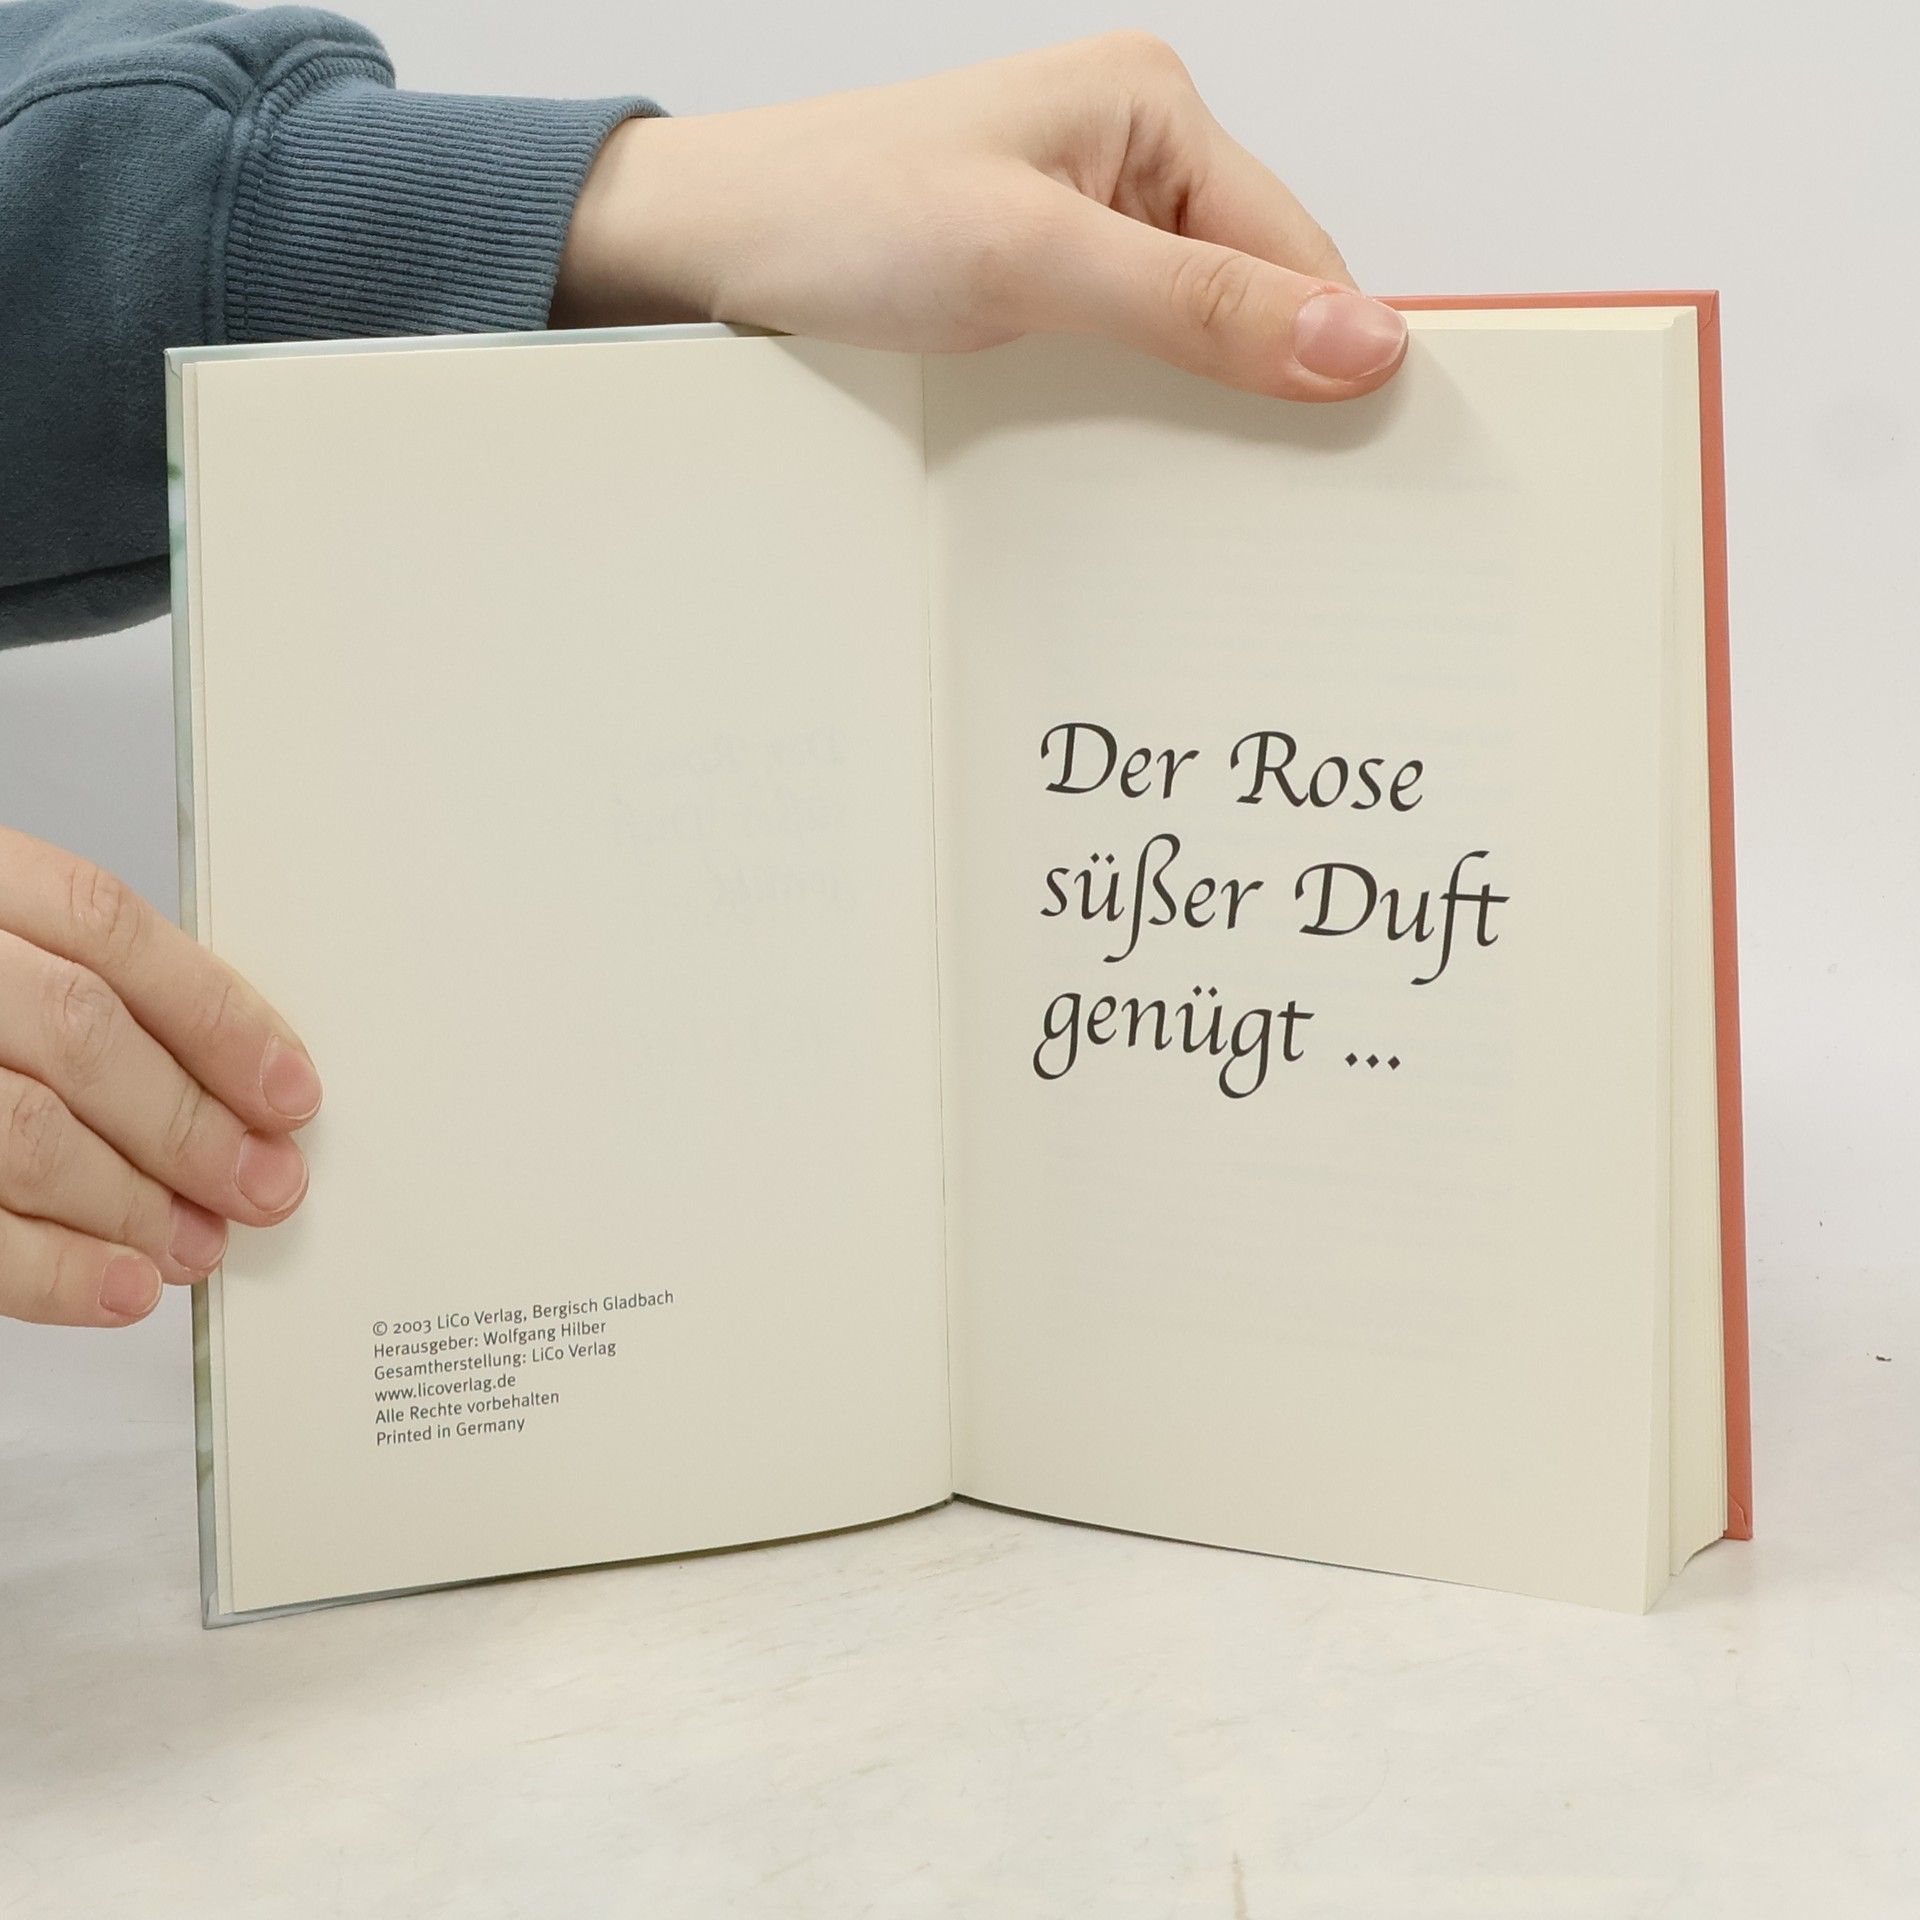 © 2003 LiCo Verlag, Bergisch Gladbach
Herausgeber: Wolfgang Hilber
Gesamtherstellung: LiCo Verlag
www.licoverlag.de
Alle Rechte vorbehalten
Printed in Germany
Der Rose
süßer Duft
genügt ...